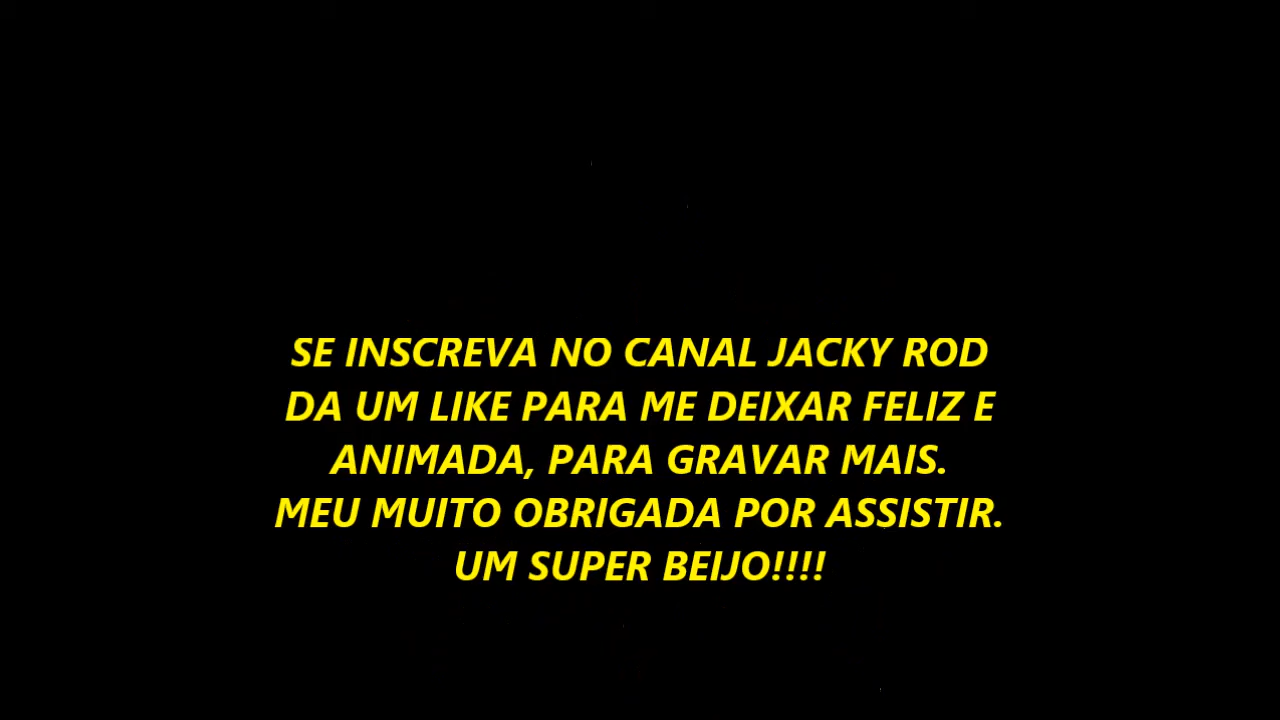 SE INSCREVA NO CANAL JACKY ROD
DA UM LIKE PARA ME DEIXAR FELIZ E
ANIMADA, PARA GRAVAR MAIS.
MEU MUITO OBRIGADA POR ASSISTIR.
UM SUPER BEIJO!!!!